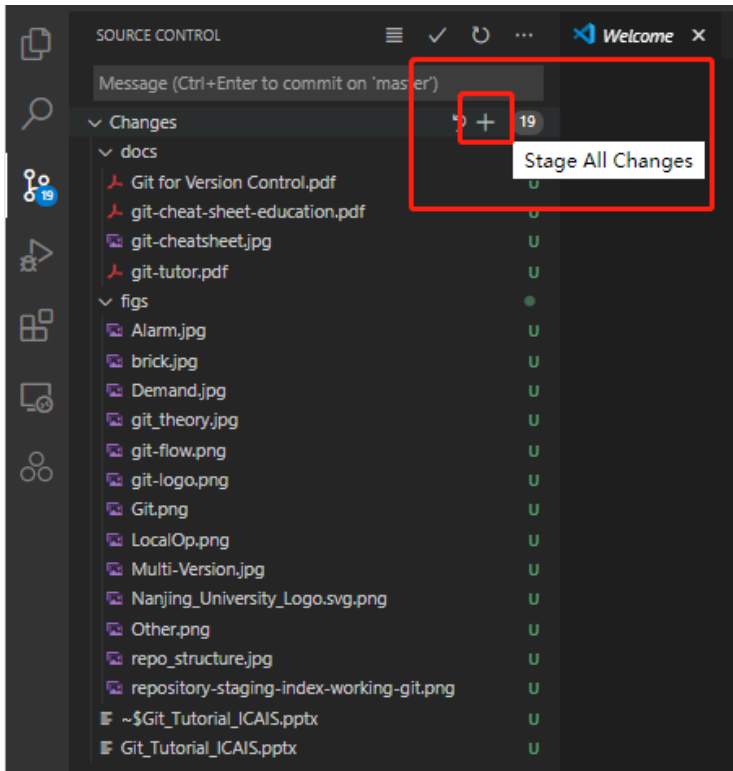 SOURCE CONTROL
Welcome
Message (Ctrl+Enter to commit on 'master')
Changes
19
docs
Stage All Changes
Git for Version Control.pdf
U
git-cheat-sheet-education.pdf
U
19
git-cheatsheet.jpg
U
git-tutor.pdf
U
figs
Alarm.jpg
U
brick.jpg
U
Demand.jpg
U
git_theory.jpg
U
git-flow.png
U
git-logo.png
U
Git.png
U
LocalOp.png
U
Multi-Version.jpg
U
Nanjing_University_Logo.svg.png
U
Other.png
U
repo_structure.jpg
U
repository-staging-index-working-git.png
U
~$Git_Tutorial_ICAIS.pptx
U
Git_Tutorial_ICAIS.pptx
U